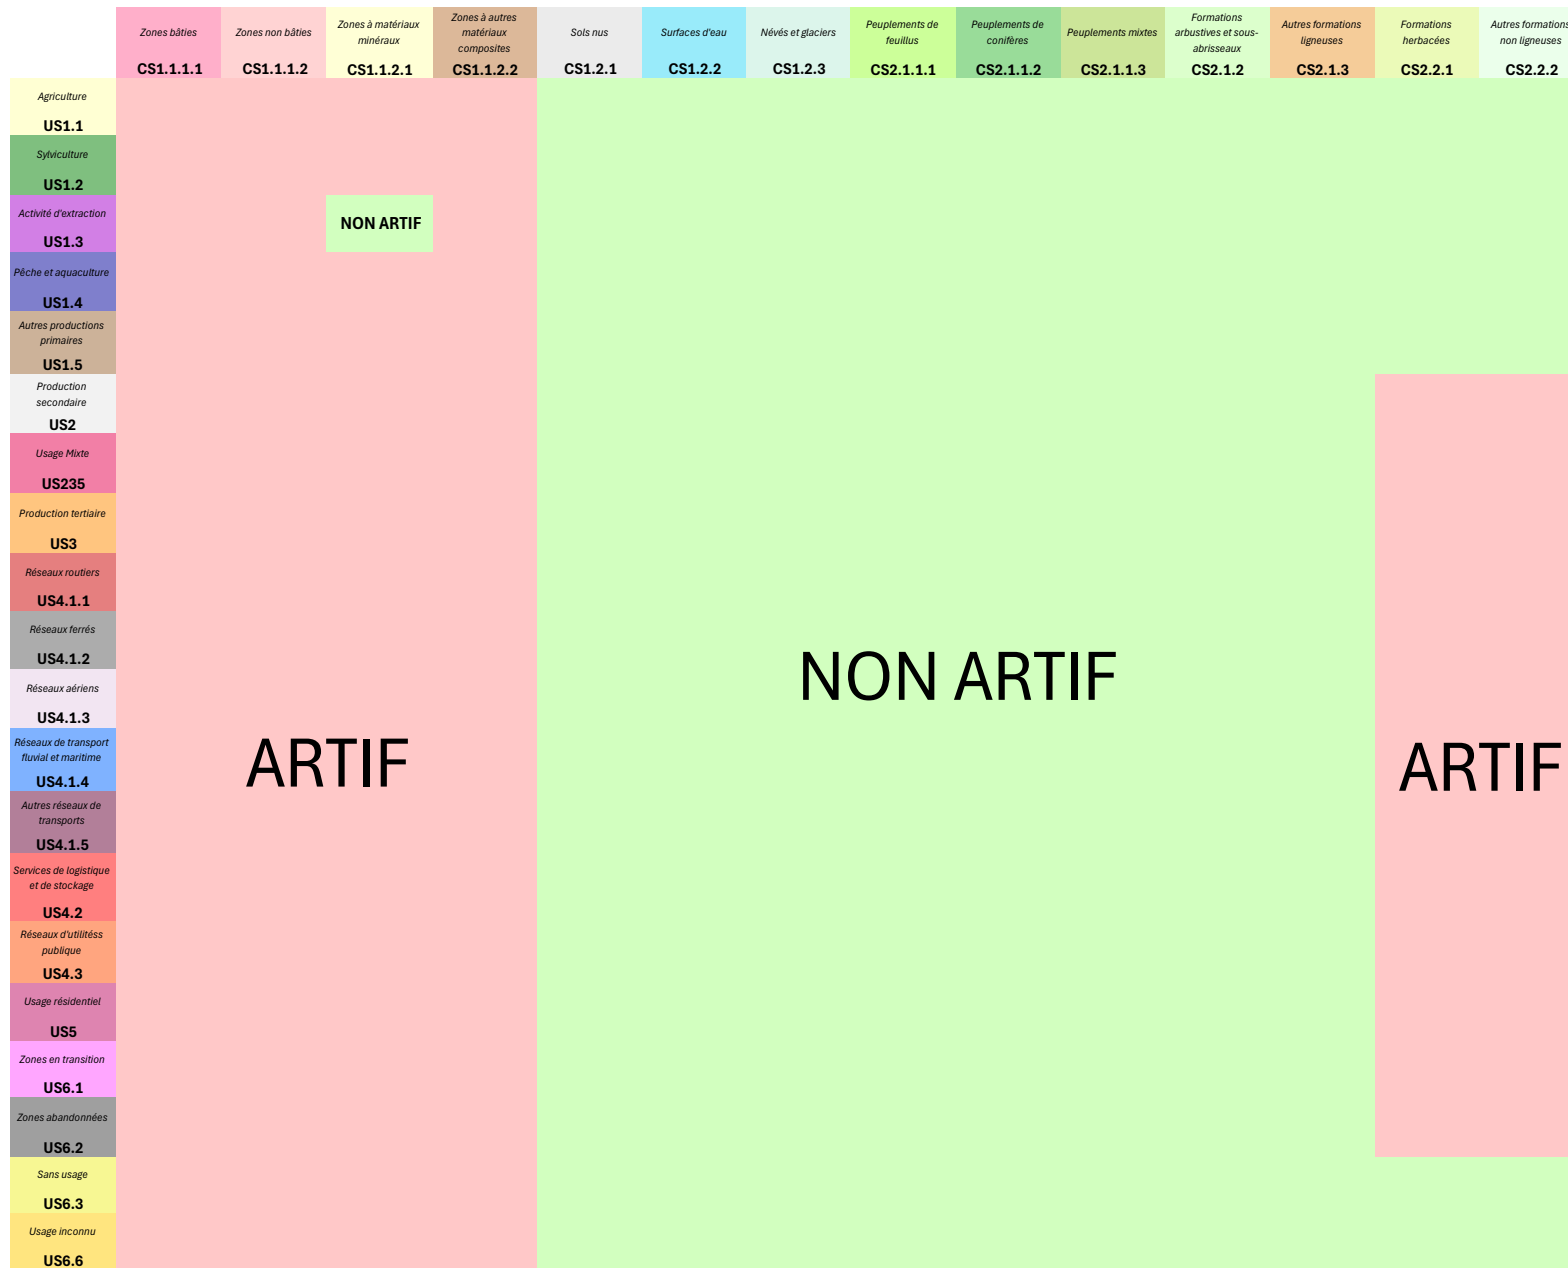 Zones bâties
CS1.1.1.1
Zones non bâties
CS1.1.1.2
Zones à matériaux
minéraux
CS1.1.2.1
Zones à autres
matériaux
composites
CS1.1.2.2
Sols nus
CS1.2.1
Surfaces d'eau
CS1.2.2
Névés et glaciers
CS1.2.3
Peuplements de
feuillus
CS2.1.1.1
Peuplements de
conifères
CS2.1.1.2
Peuplements mixtes
CS2.1.1.3
Formations
arbustives et sous-
abrisseaux
CS2.1.2
Autres formations
ligneuses
CS2.1.3
Formations
herbacées
CS2.2.1
Autres formations
non ligneuses
CS2.2.2
Agriculture
US1.1
Sylviculture
US1.2
Activité d'extraction
US1.3
NON ARTIF
Pêche et aquaculture
US1.4
Autres productions
primaires
US1.5
Production
secondaire
US2
Usage Mixte
US235
Production tertiaire
US3
Réseaux routiers
US4.1.1
Réseaux ferrés
US4.1.2
Réseaux aériens
US4.1.3
Réseaux de transport
fluvial et maritime
US4.1.4
Autres réseaux de
transports
US4.1.5
Services de logistique
et de stockage
US4.2
Réseaux d'utilitéss
publique
US4.3
Usage résidentiel
US5
Zones en transition
US6.1
Zones abandonnées
US6.2
Sans usage
US6.3
Usage inconnu
US6.6
ARTIF
NON ARTIF
ARTIF